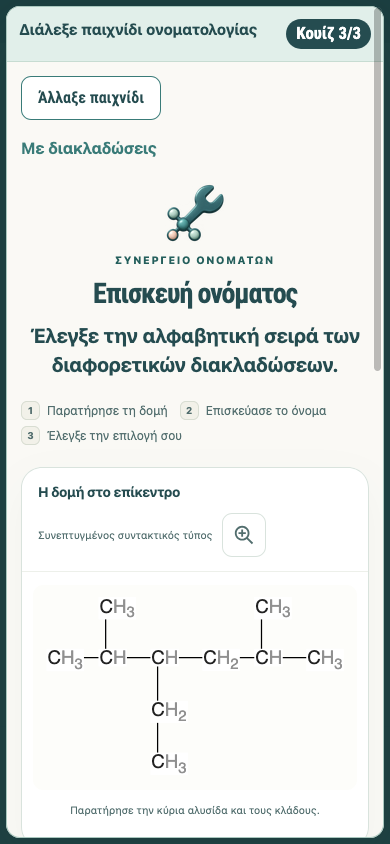 Διάλεξε παιχνίδι ονοματολογίας
Κουίζ 3/3
Άλλαξε παιχνίδι
Με διακλαδώσεις
ΣΥΝΕΡΓΕΙΟ ΟΝΟΜΑΤΩΝ
Επισκευή ονόματος
Έλεγξε την αλφαβητική σειρά των
διαφορετικών διακλαδώσεων.
1 Παρατήρησε τη δομή 2 Επισκεύασε το όνομα
3 Έλεγξε την επιλογή σου
Η δομή στο επίκεντρο
Συνεπτυγμένος συντακτικός τύπος
CH3 CH3
CH3—CH—CH—CH2—CH—CH3
CH2
CH3
Παρατήρησε την κύρια αλυσίδα και τους κλάδους.